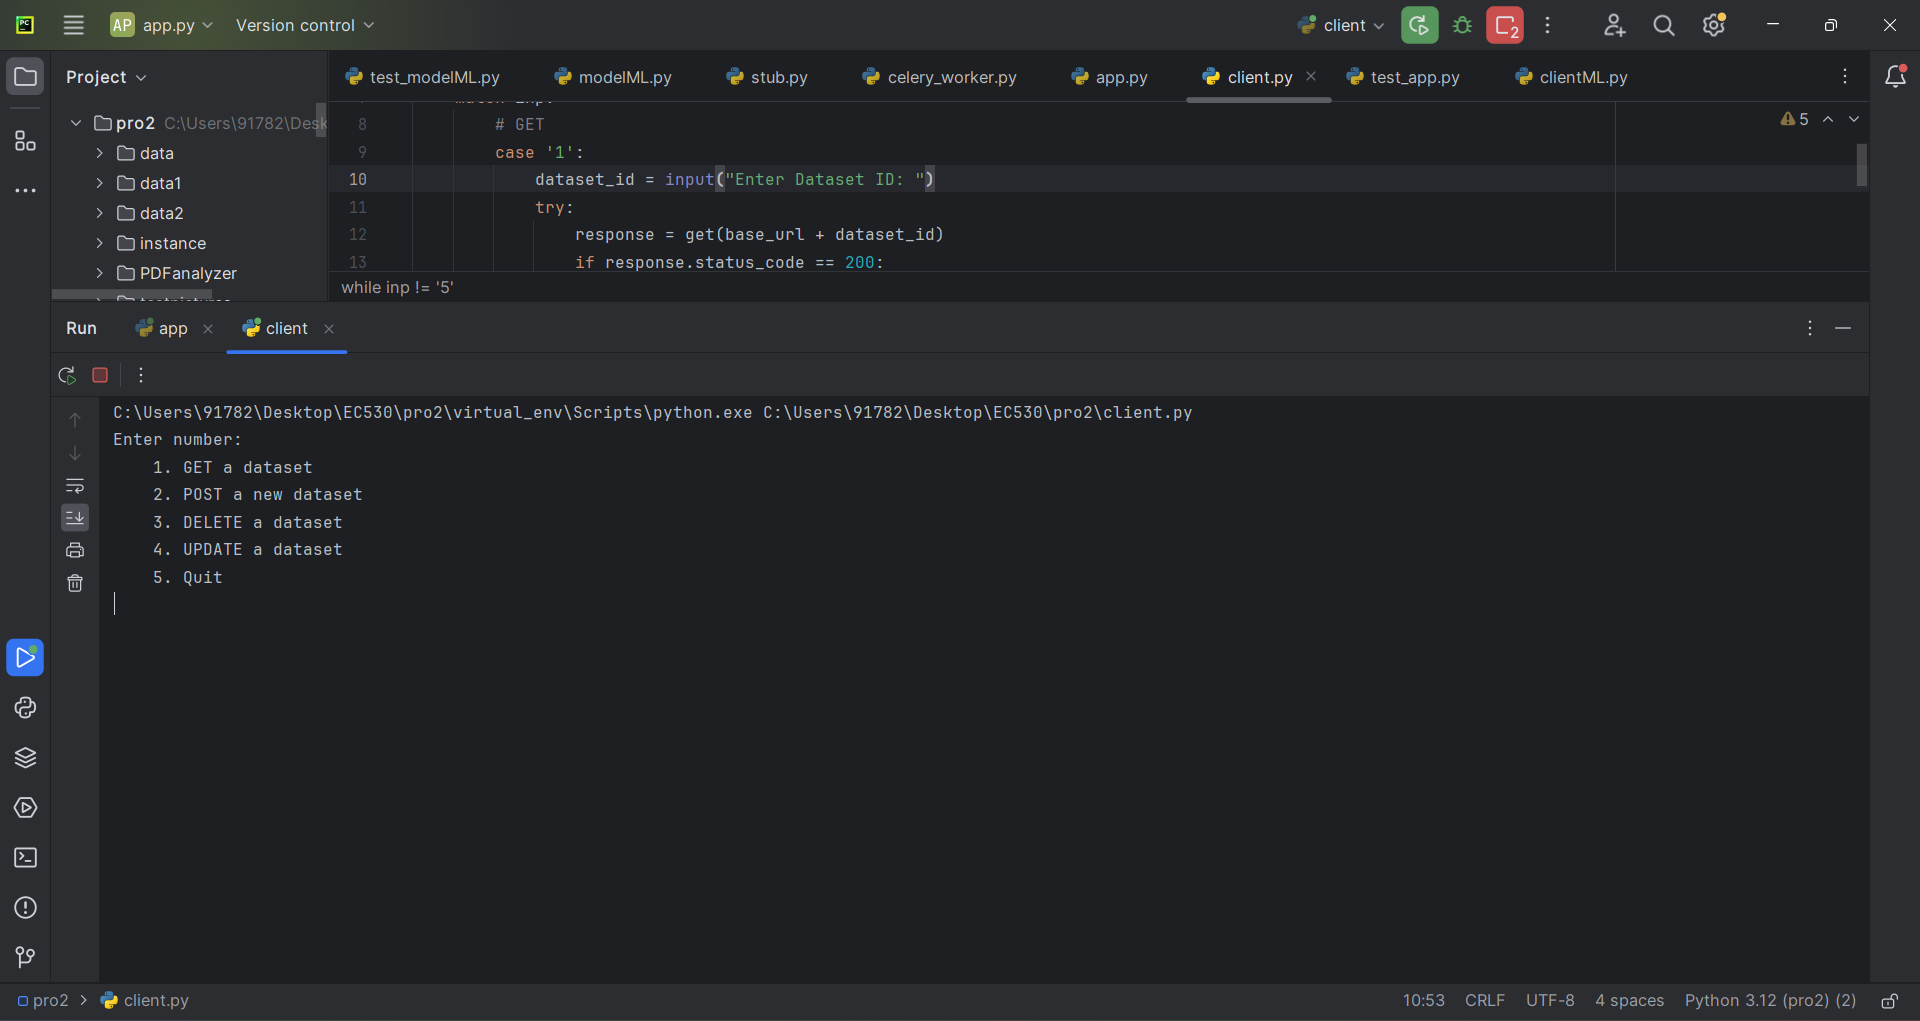 AP app.py Version control client 2
Project
test_modelML.py modelML.py stub.py celery_worker.py app.py client.py test_app.py clientML.py
pro2 C:\Users\91782\Desk
data
data1
data2
instance
PDFanalyzer
8 # GET
9 case '1':
10 dataset_id = input("Enter Dataset ID: ")
11 try:
12 response = get(base_url + dataset_id)
13 if response.status_code == 200:
5
while inp != '5'
Run app client
C:\Users\91782\Desktop\EC530\pro2\virtual_env\Scripts\python.exe C:\Users\91782\Desktop\EC530\pro2\client.py
Enter number:
1. GET a dataset
2. POST a new dataset
3. DELETE a dataset
4. UPDATE a dataset
5. Quit
pro2 client.py 10:53 CRLF UTF-8 4 spaces Python 3.12 (pro2) (2)